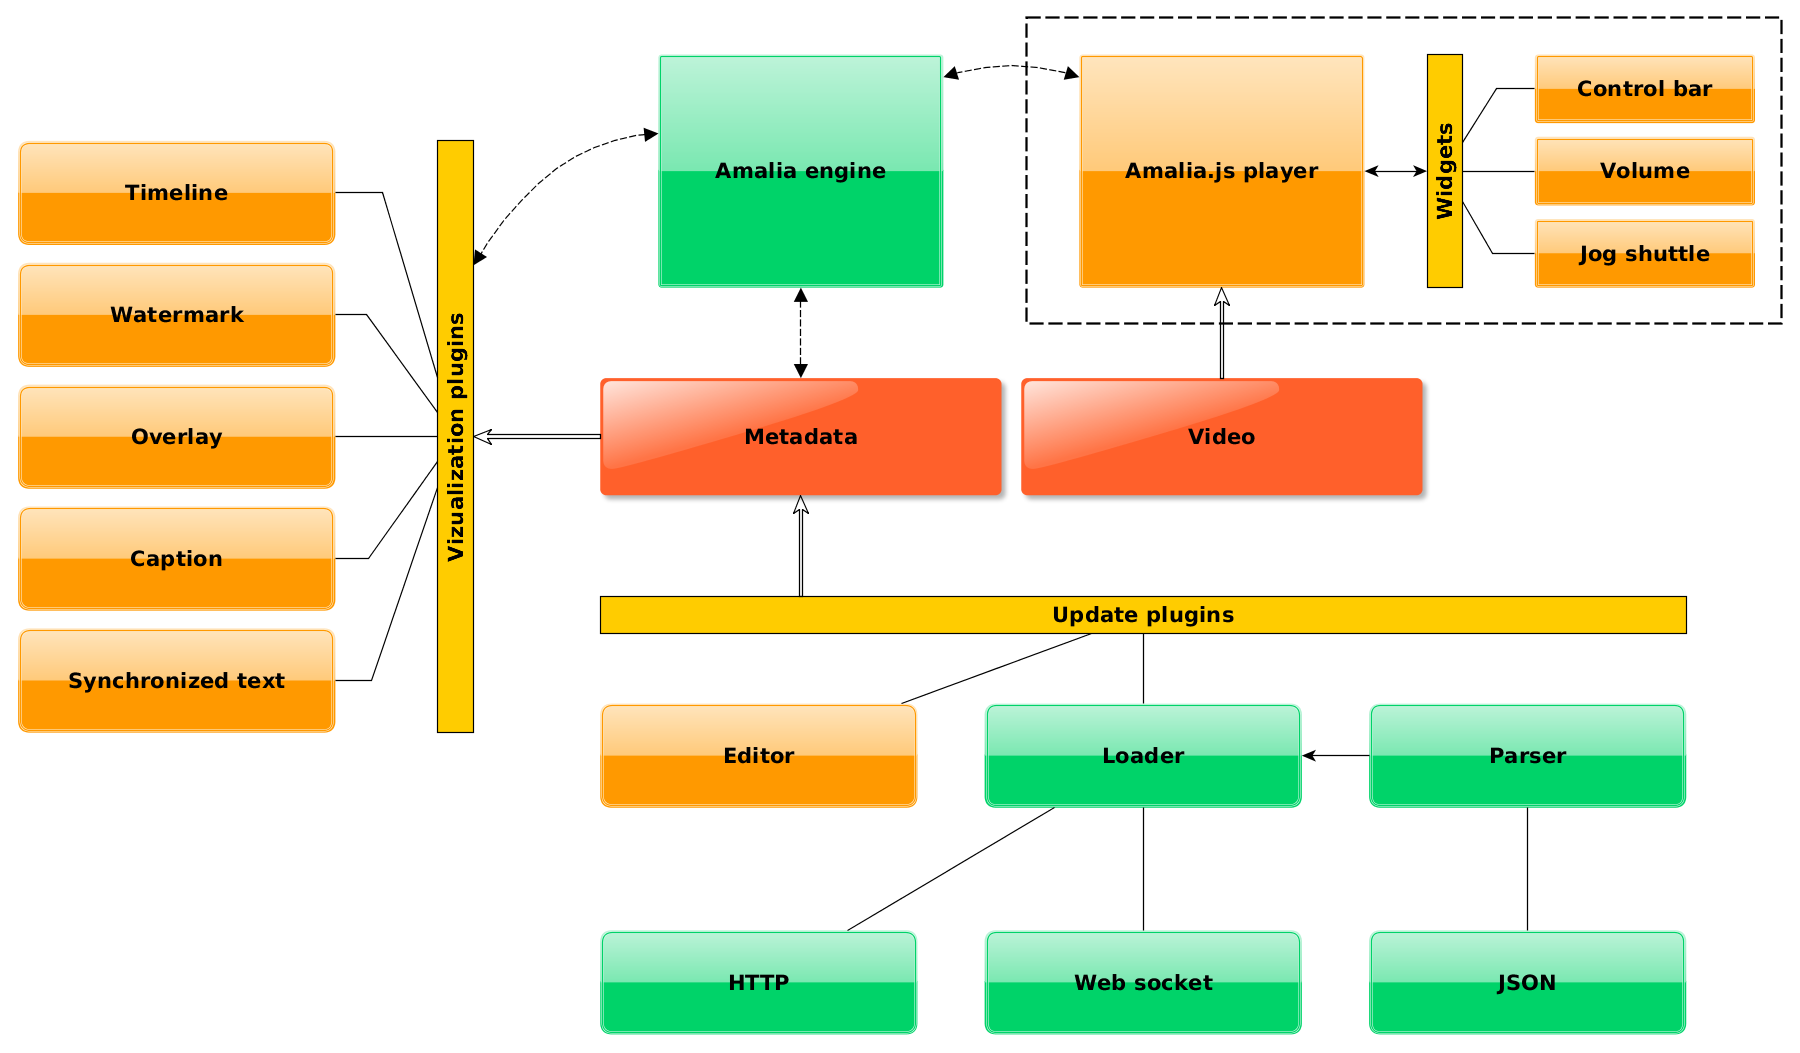 Control bar
Amalia engine
Amalia.js player
Widgets
Volume
Timeline
Jog shuttle
Watermark
Vizualization plugins
Overlay
Metadata
Video
Caption
Update plugins
Synchronized text
Editor
Loader
Parser
HTTP
Web socket
JSON